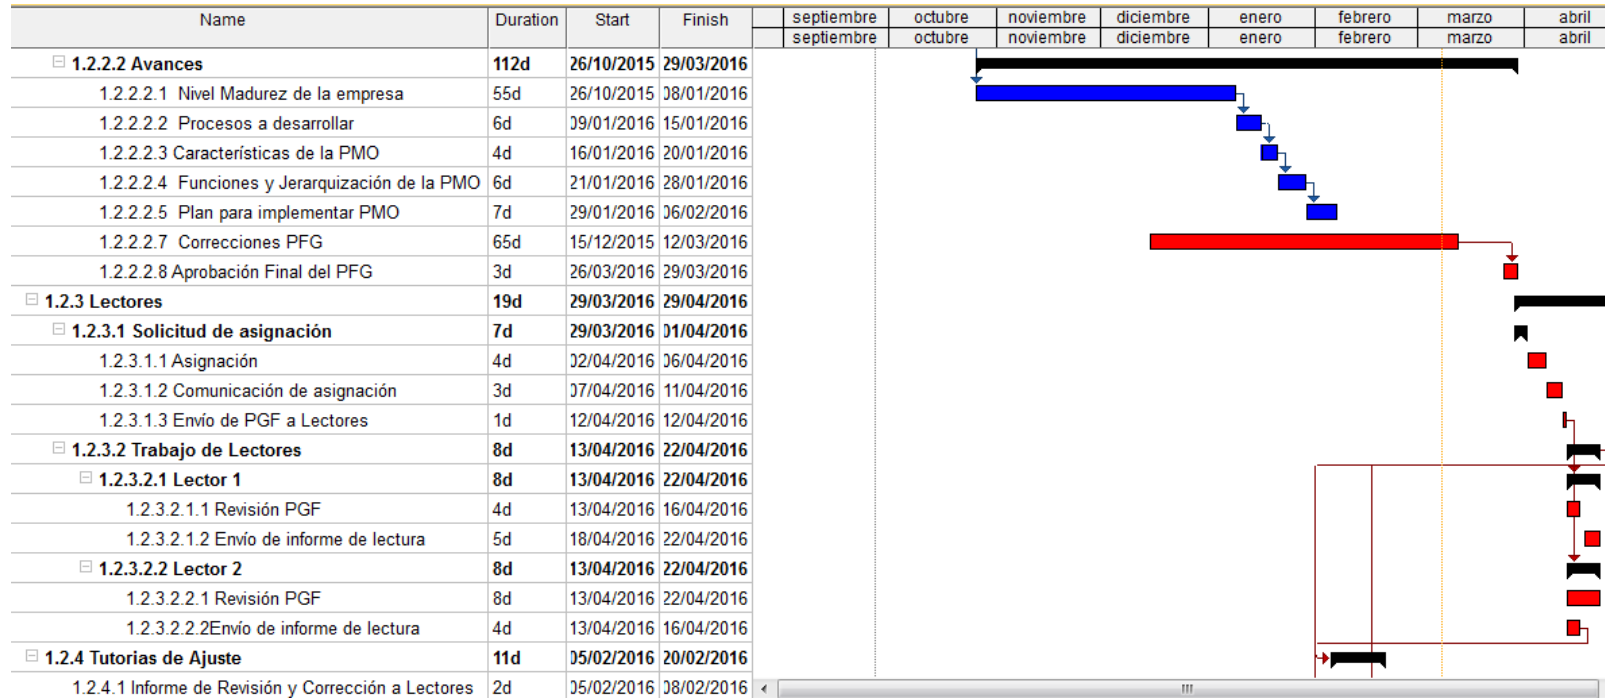 Name Duration Start Finish septiembre octubre noviembre diciembre enero febrero marzo abril
septiembre octubre noviembre diciembre enero febrero marzo abril
1.2.2.2 Avances 112d 26/10/2015 29/03/2016
1.2.2.2.1 Nivel Madurez de la empresa 55d 26/10/2015 08/01/2016
1.2.2.2.2 Procesos a desarrollar 6d 09/01/2016 15/01/2016
1.2.2.2.3 Características de la PMO 4d 16/01/2016 20/01/2016
1.2.2.2.4 Funciones y Jerarquización de la PMO 6d 21/01/2016 28/01/2016
1.2.2.2.5 Plan para implementar PMO 7d 29/01/2016 06/02/2016
1.2.2.2.7 Correcciones PFG 65d 15/12/2015 12/03/2016
1.2.2.2.8 Aprobación Final del PFG 3d 26/03/2016 29/03/2016
1.2.3 Lectores 19d 29/03/2016 29/04/2016
1.2.3.1 Solicitud de asignación 7d 29/03/2016 01/04/2016
1.2.3.1.1 Asignación 4d 02/04/2016 06/04/2016
1.2.3.1.2 Comunicación de asignación 3d 07/04/2016 11/04/2016
1.2.3.1.3 Envío de PGF a Lectores 1d 12/04/2016 12/04/2016
1.2.3.2 Trabajo de Lectores 8d 13/04/2016 22/04/2016
1.2.3.2.1 Lector 1 8d 13/04/2016 22/04/2016
1.2.3.2.1.1 Revisión PGF 4d 13/04/2016 16/04/2016
1.2.3.2.1.2 Envío de informe de lectura 5d 18/04/2016 22/04/2016
1.2.3.2.2 Lector 2 8d 13/04/2016 22/04/2016
1.2.3.2.2.1 Revisión PGF 8d 13/04/2016 22/04/2016
1.2.3.2.2.2Envío de informe de lectura 4d 13/04/2016 16/04/2016
1.2.4 Tutorias de Ajuste 11d 05/02/2016 20/02/2016
1.2.4.1 Informe de Revisión y Corrección a Lectores 2d 05/02/2016 08/02/2016